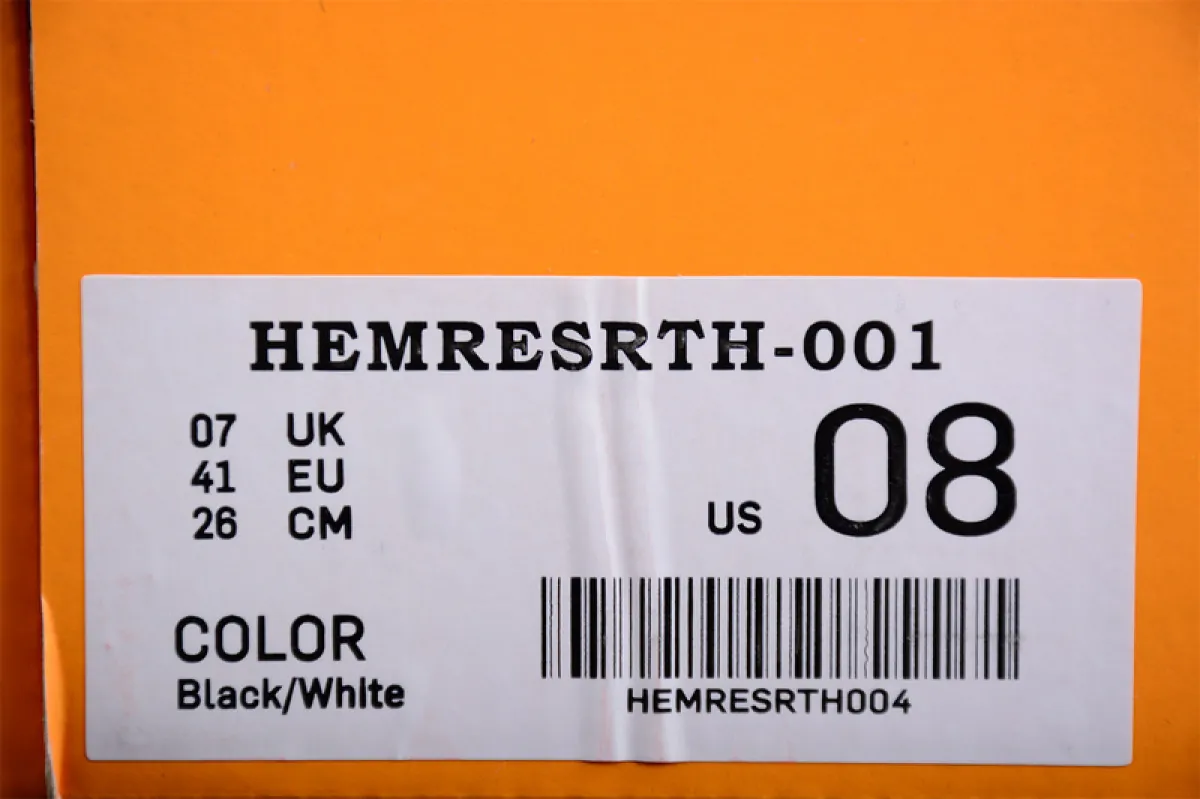 HEMRESRTH-001
07 UK
41 EU
26 CM
US 08
COLOR
Black/White
HEMRESRTH004